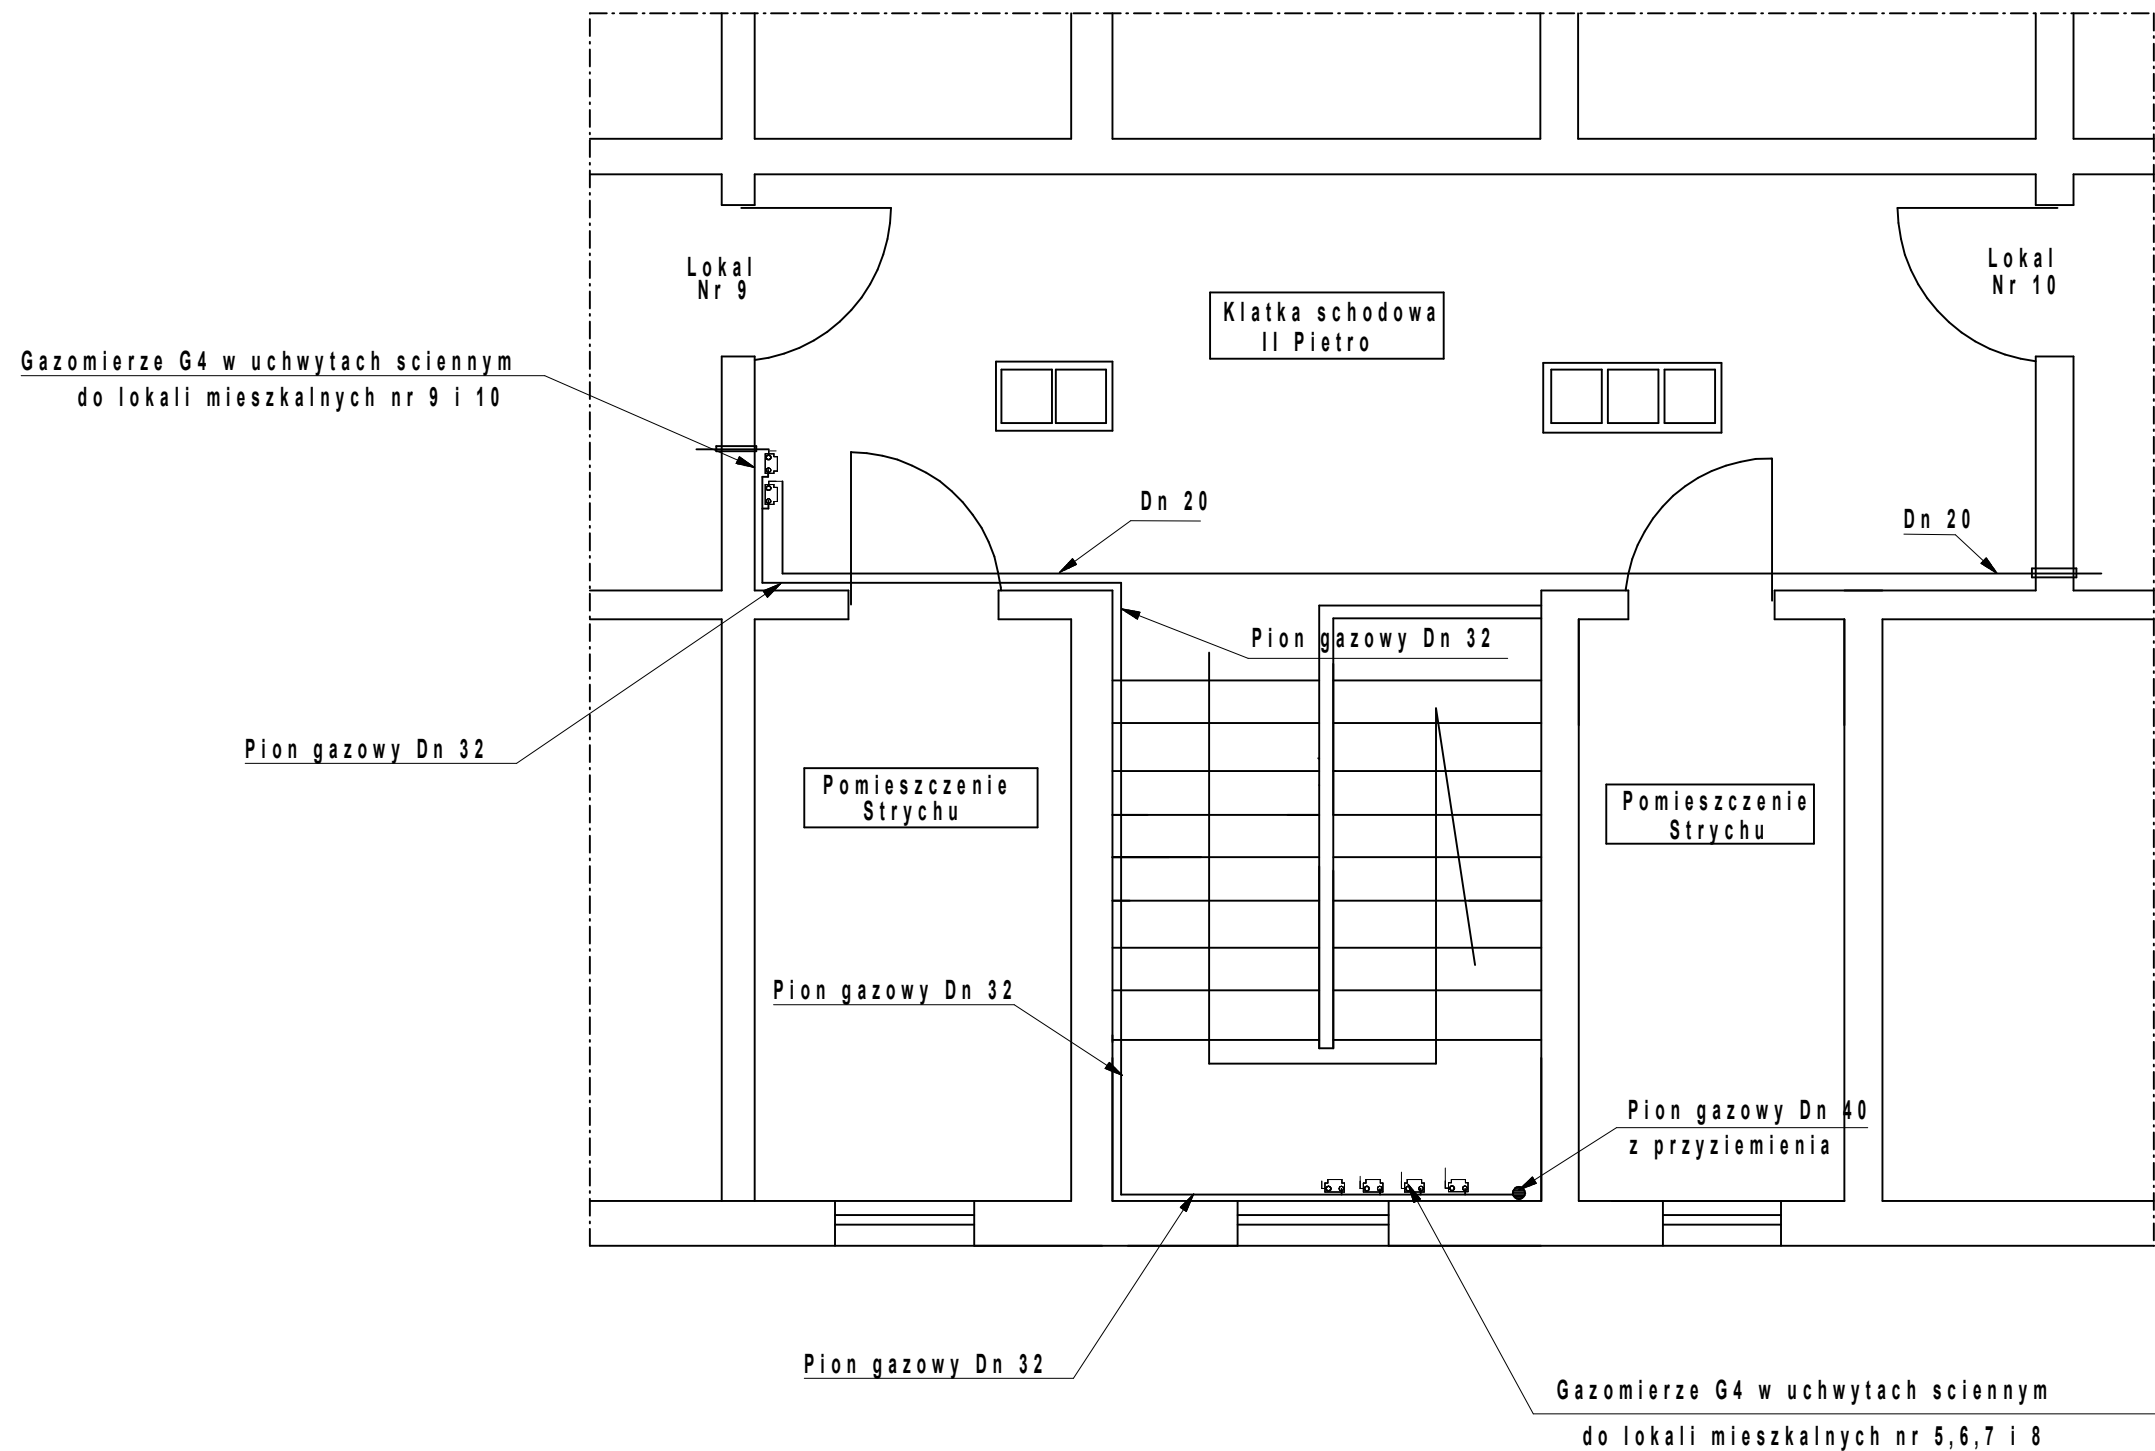 Lokal
Nr 9
Lokal
Nr 10
Klatka schodowa
II Pietro
Gazomierze G4 w uchwytach sciennym
do lokali mieszkalnych nr 9 i 10
Dn 20
Dn 20
Pion gazowy Dn 32
Pion gazowy Dn 32
Pomieszczenie
Strychu
Pomieszczenie
Strychu
Pion gazowy Dn 32
Pion gazowy Dn 40
z przyziemienia
Pion gazowy Dn 32
Gazomierze G4 w uchwytach sciennym
do lokali mieszkalnych nr 5,6,7 i 8